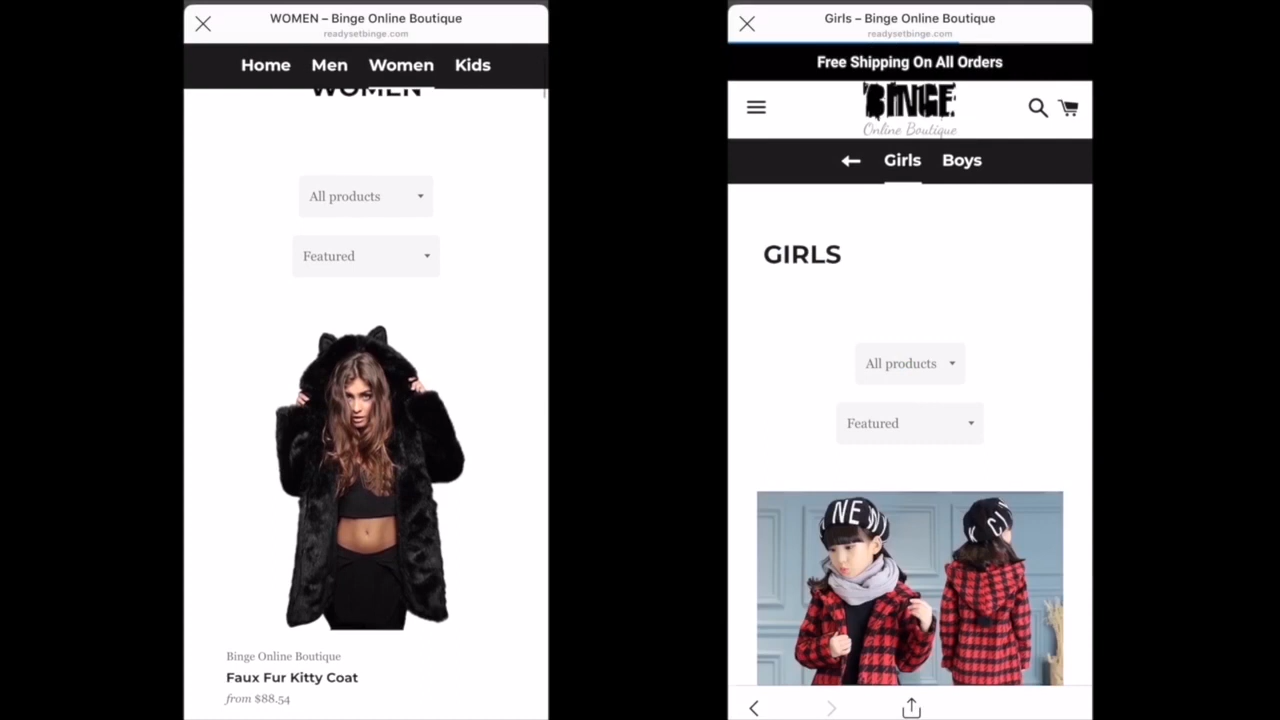 WOMEN – Binge Online Boutique
readysetbinge.com
Home Men Women Kids
WOMEN
All products
Featured
Binge Online Boutique
Faux Fur Kitty Coat
from $88.54
Girls – Binge Online Boutique
readysetbinge.com
Free Shipping On All Orders
BINGE
Online Boutique
Girls Boys
GIRLS
All products
Featured
NEW